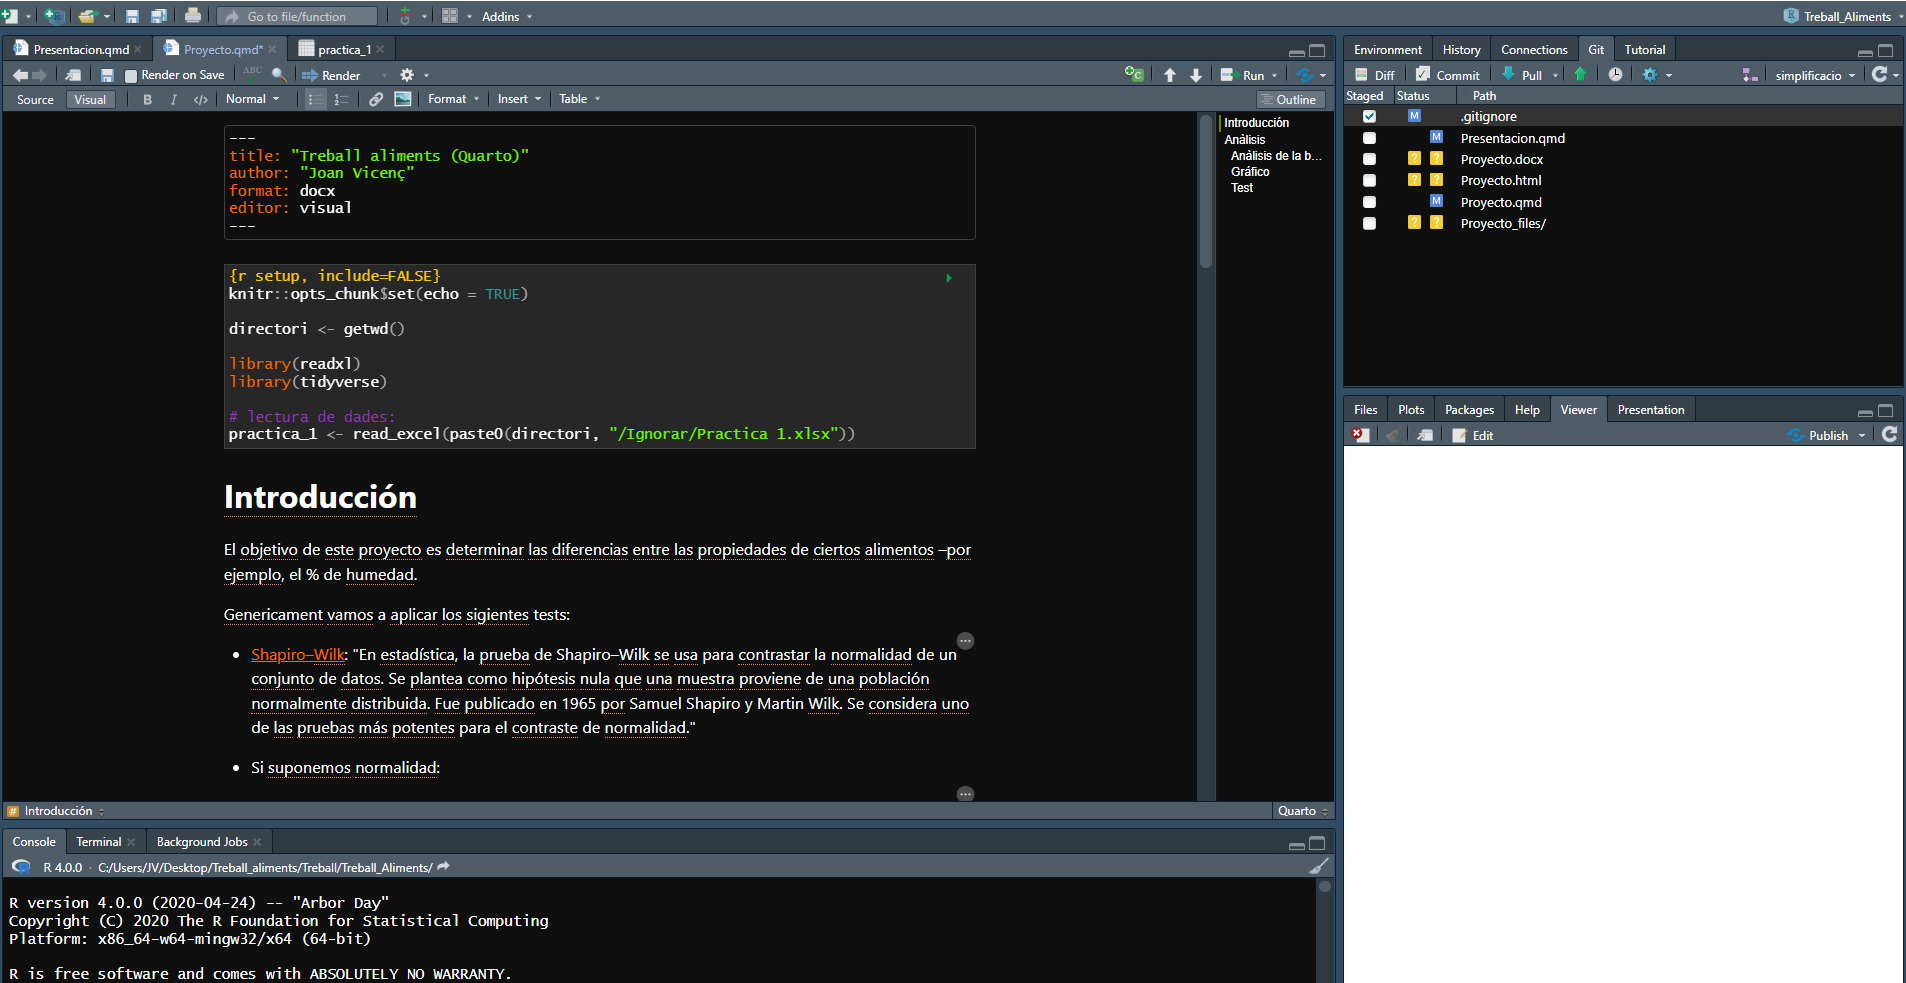 Go to file/function
Addins
Treball_Aliments
Presentacion.qmd
Proyecto.qmd*
practica_1
Render on Save
ABC
Render
Run
Source
Visual
B
I
</>
Normal
Format
Insert
Table
Outline
---
title: "Treball aliments (Quarto)"
author: "Joan Vicenç"
format: docx
editor: visual
---
{r setup, include=FALSE}
knitr::opts_chunk$set(echo = TRUE)
directori <- getwd()
library(readxl)
library(tidyverse)
# lectura de dades:
practica_1 <- read_excel(paste0(directori, "/Ignorar/Practica 1.xlsx"))
Introducción
El objetivo de este proyecto es determinar las diferencias entre las propiedades de ciertos alimentos –por
ejemplo, el % de humedad.
Genericament vamos a aplicar los sigientes tests:
Shapiro–Wilk: "En estadística, la prueba de Shapiro–Wilk se usa para contrastar la normalidad de un
conjunto de datos. Se plantea como hipótesis nula que una muestra proviene de una población
normalmente distribuida. Fue publicado en 1965 por Samuel Shapiro y Martin Wilk. Se considera uno
de las pruebas más potentes para el contraste de normalidad."
Si suponemos normalidad:
Introducción
Anàlisis
Anàlisis de la b...
Gráfico
Test
# Introducción
Quarto
Console
Terminal
Background Jobs
R 4.0.0 · C:/Users/JV/Desktop/Treball_aliments/Treball/Treball_Aliments/
R version 4.0.0 (2020-04-24) -- "Arbor Day"
Copyright (C) 2020 The R Foundation for Statistical Computing
Platform: x86_64-w64-mingw32/x64 (64-bit)
R is free software and comes with ABSOLUTELY NO WARRANTY.
Environment
History
Connections
Git
Tutorial
Diff
Commit
Pull
simplificacio
Staged
Status
Path
M .gitignore
M Presentacion.qmd
? ? Proyecto.docx
? ? Proyecto.html
M Proyecto.qmd
? ? Proyecto_files/
Files
Plots
Packages
Help
Viewer
Presentation
Edit
Publish